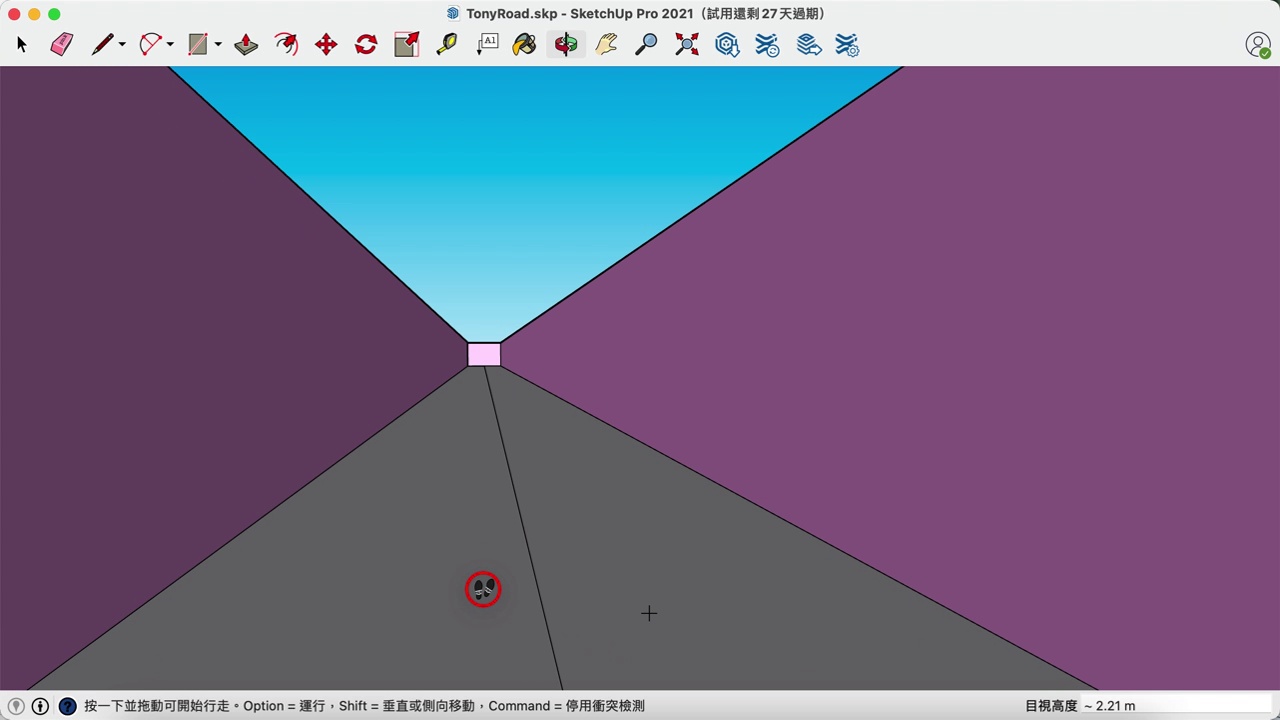 TonyRoad.skp - SketchUp Pro 2021（試用還剩 27 天過期）
A1
按一下並拖動可開始行走。Option = 運行，Shift = 垂直或側向移動，Command = 停用衝突檢測
目視高度 ~ 2.21 m